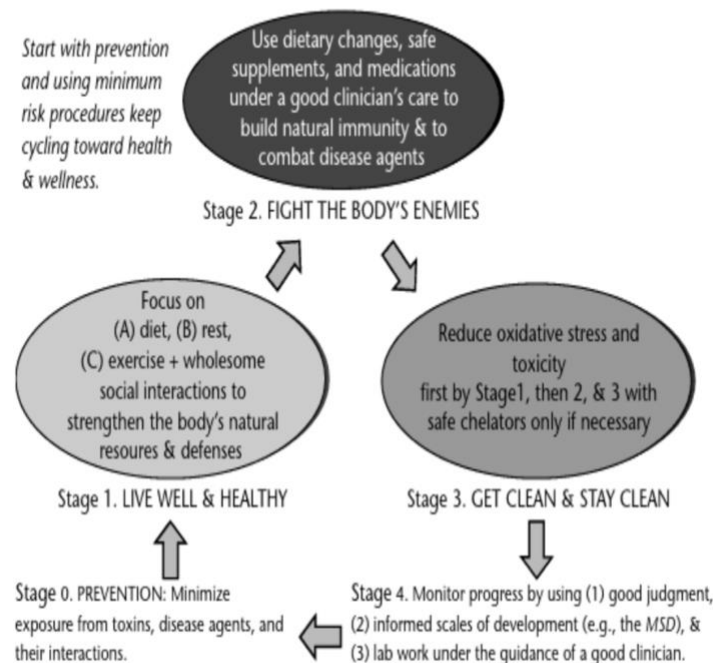 Start with prevention
and using minimum
risk procedures keep
cycling toward health
& wellness.
Use dietary changes, safe
supplements, and medications
under a good clinician's care to
build natural immunity & to
combat disease agents
Stage 2. FIGHT THE BODY'S ENEMIES
Focus on
(A) diet, (B) rest,
(C) exercise + wholesome
social interactions to
strengthen the body's natural
resoures & defenses
Stage 1. LIVE WELL & HEALTHY
Reduce oxidative stress and
toxicity
first by Stage1, then 2, & 3 with
safe chelators only if necessary
Stage 3. GET CLEAN & STAY CLEAN
Stage 0. PREVENTION: Minimize
exposure from toxins, disease agents, and
their interactions.
Stage 4. Monitor progress by using (1) good judgment,
(2) informed scales of development (e.g., the MSD), &
(3) lab work under the guidance of a good clinician.